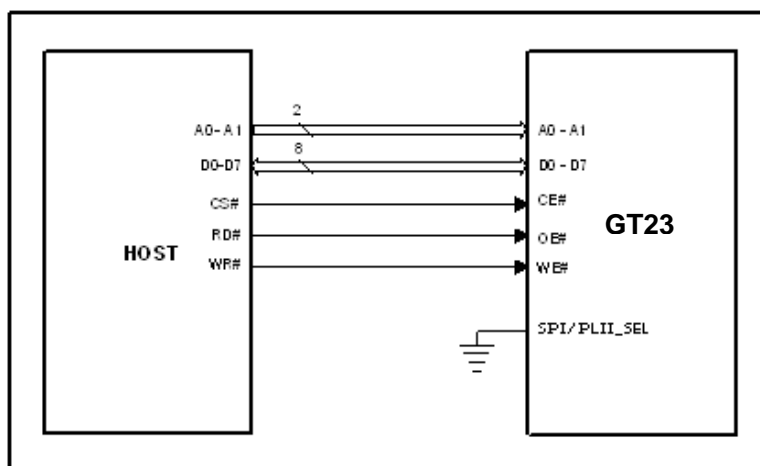 2
A0-A1
A0-A1
8
D0-D7
D0-D7
CS#
CE#
GT23
RD#
OE#
HOST
WR#
WE#
SPI/PLII_SEL